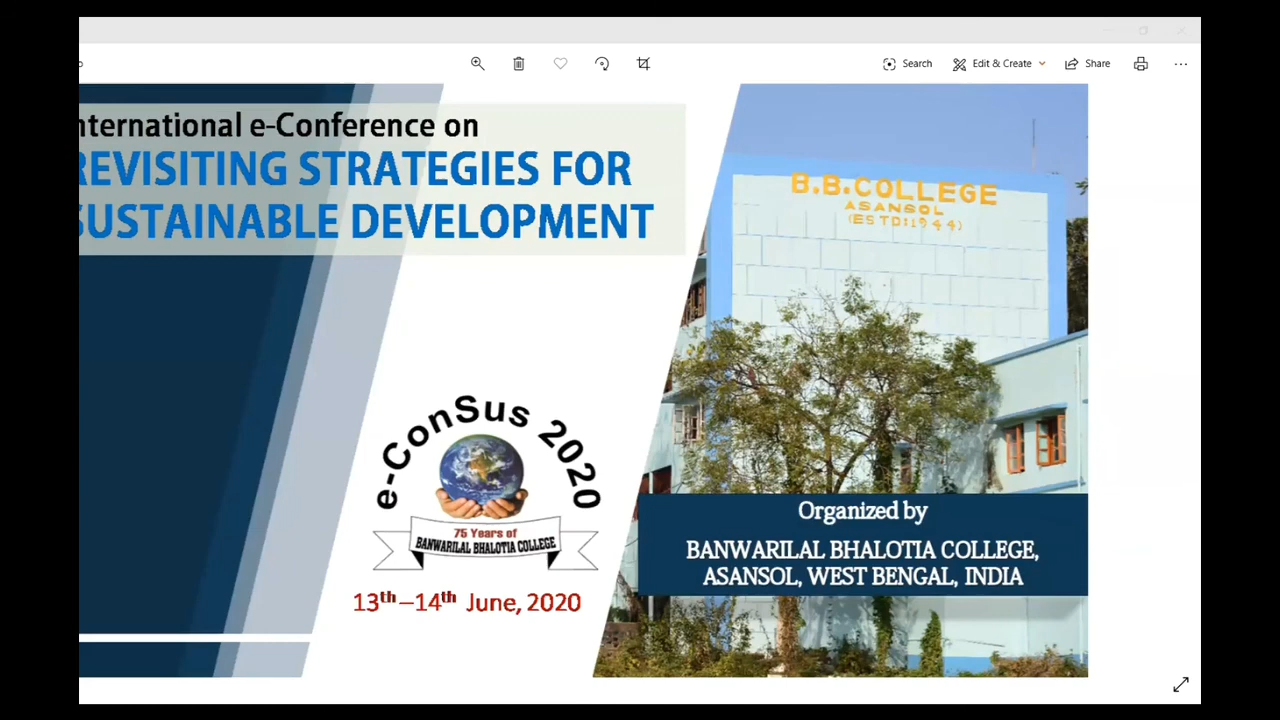 Search
Edit & Create
Share
nternational e-Conference on
REVISITING STRATEGIES FOR
SUSTAINABLE DEVELOPMENT
B.B.COLLEGE
ASANSOL
(ESTD:1944)
e-ConSus 2020
75 Years of
BANWARILAL BHALOTIA COLLEGE
13th–14th June, 2020
Organized by
BANWARILAL BHALOTIA COLLEGE,
ASANSOL, WEST BENGAL, INDIA